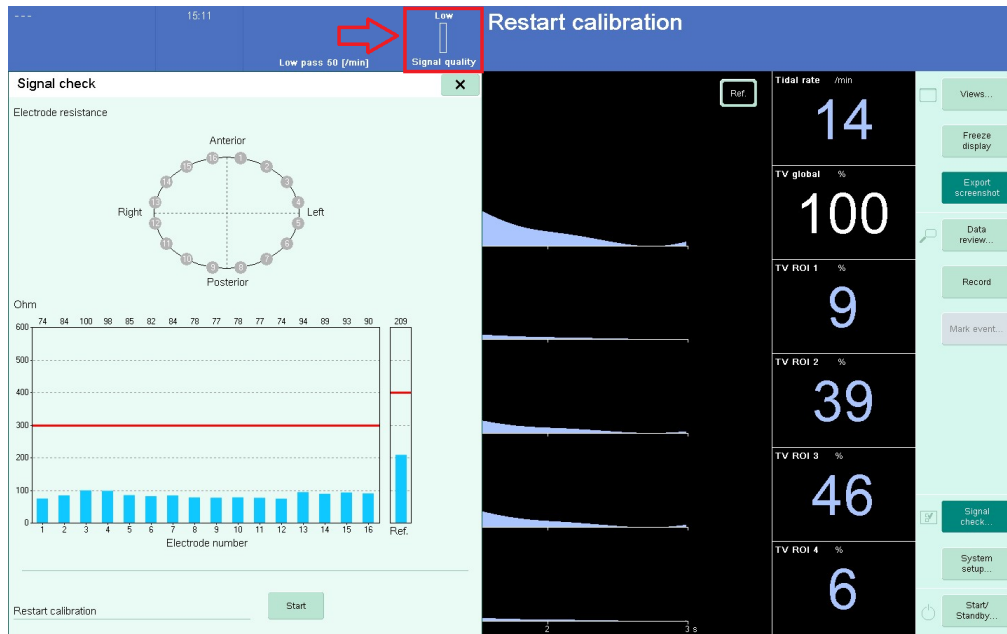 ---
15:11
Low pass 50 [/min]
Low
Signal quality
Restart calibration
Signal check
Electrode resistance
Anterior
16 1
15 2
14 3
13 4
Right Left
12 5
11 6
10 7
9 8
Posterior
Ohm
74 84 100 98 85 82 84 78 77 78 77 74 94 89 93 90 209
600
500
400
300
200
100
0
1 2 3 4 5 6 7 8 9 10 11 12 13 14 15 16 Ref.
Electrode number
Restart calibration
Start
Ref.
2 3 s
Tidal rate /min
14
TV global %
100
TV ROI 1 %
9
TV ROI 2 %
39
TV ROI 3 %
46
TV ROI 4 %
6
Views...
Freeze
display
Export
screenshot
Data
review...
Record
Mark event...
Signal
check...
System
setup...
Start/
Standby...